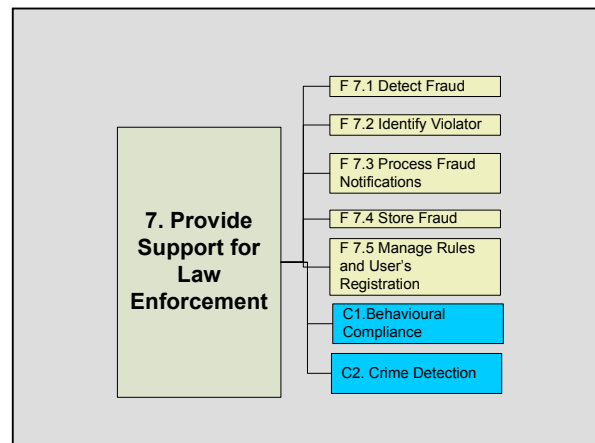 7. Provide
Support for
Law
Enforcement
F 7.1 Detect Fraud
F 7.2 Identify Violator
F 7.3 Process Fraud
Notifications
F 7.4 Store Fraud
F 7.5 Manage Rules
and User's
Registration
C1.Behavioural
Compliance
C2. Crime Detection